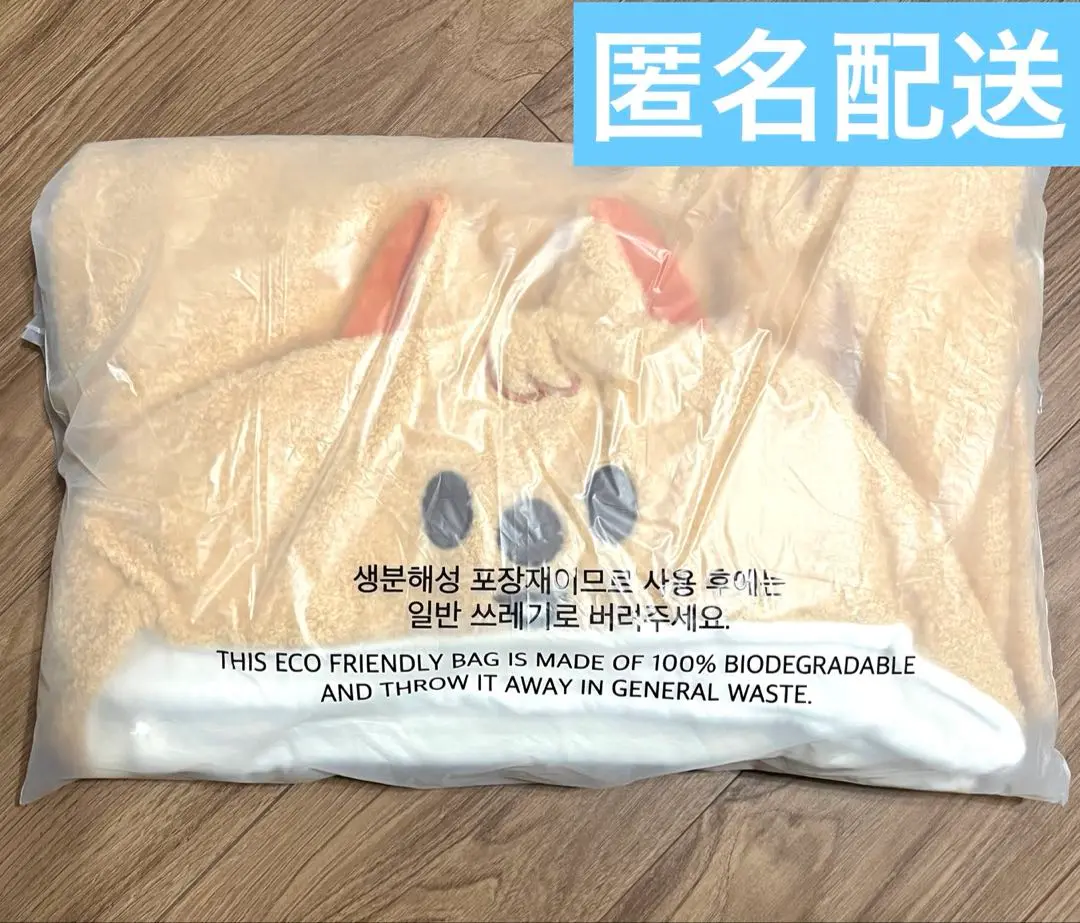 匿名配送
생분해성 포장재이므로 사용 후에는
일반 쓰레기로 버려주세요.
THIS ECO FRIENDLY BAG IS MADE OF 100% BIODEGRADABLE
AND THROW IT AWAY IN GENERAL WASTE.